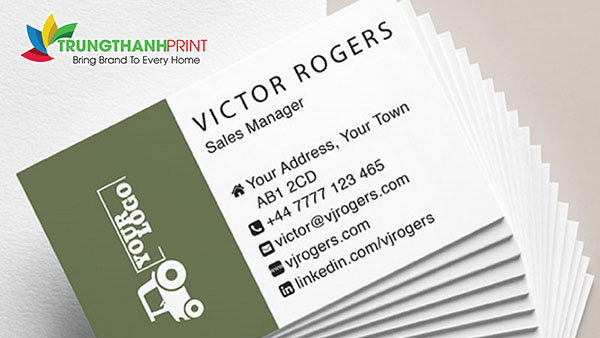 TRUNGTHANHPRINT
Bring Brand To Every Home
VICTOR ROGERS
Sales Manager
Your Address, Your Town
AB1 2CD
+44 7777 123 465
victor@vjrogers.com
vjrogers.com
linkedin.com/vjrogers
YOUR
LOGO